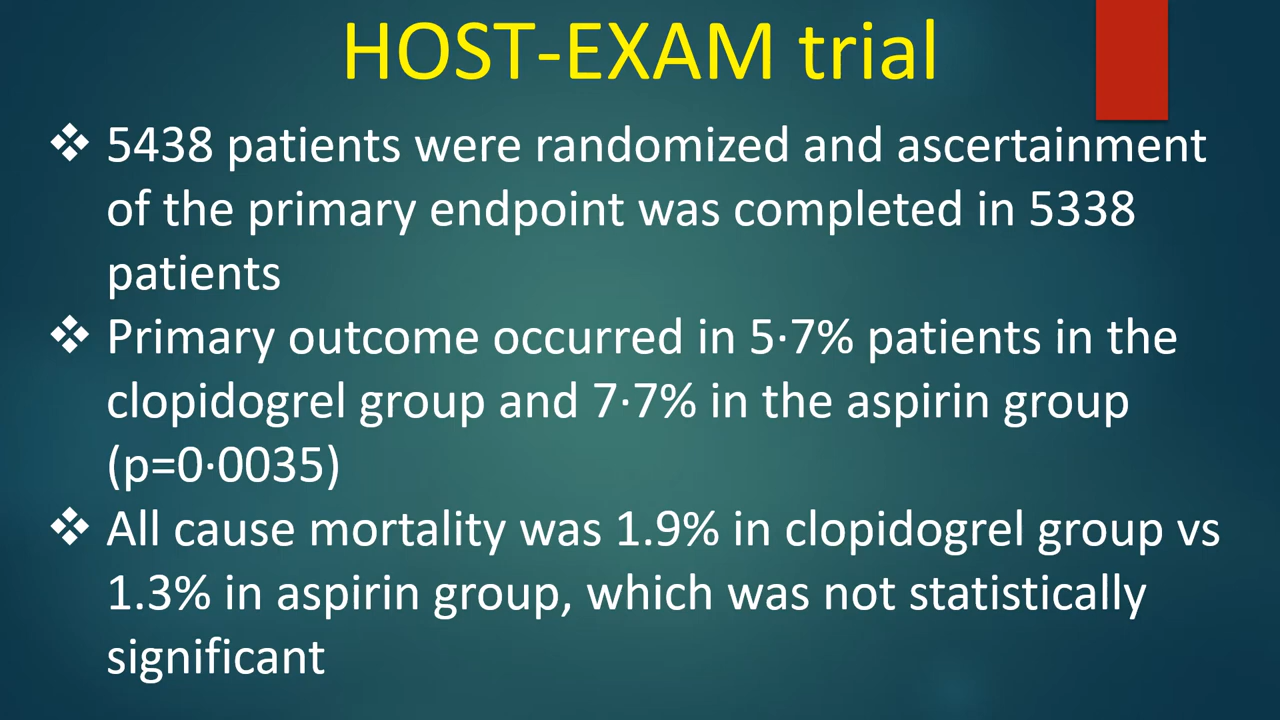 HOST-EXAM trial
❖ 5438 patients were randomized and ascertainment
of the primary endpoint was completed in 5338
patients
❖ Primary outcome occurred in 5·7% patients in the
clopidogrel group and 7·7% in the aspirin group
(p=0·0035)
❖ All cause mortality was 1.9% in clopidogrel group vs
1.3% in aspirin group, which was not statistically
significant